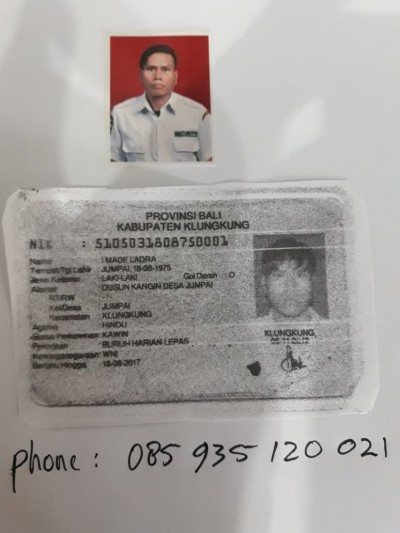 SECURITY
PROVINSI BALI
KABUPATEN KLUNGKUNG
NIK : 5105031808750001
Nama : I MADE LADRA
Tempat/Tgl Lahir : JUMPAI, 18-08-1975
Jenis Kelamin : LAKI-LAKI Gol Darah : O
Alamat : DUSUN KANGIN DESA JUMPAI
RT/RW : -
Kel/Desa : JUMPAI
Kecamatan : KLUNGKUNG
Agama : HINDU
Status Perkawinan: KAWIN
Pekerjaan : BURUH HARIAN LEPAS
Kewarganegaraan: WNI
Berlaku Hingga : 18-08-2017
KLUNGKUNG
phone : 085 935 120 021